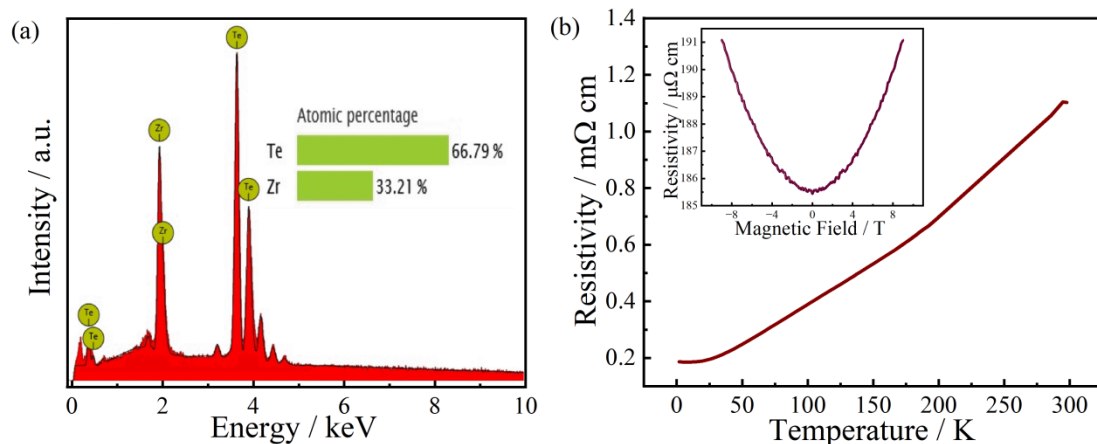 (a)
Intensity / a.u.
Te
Te
Zr
Zr
Te
Te
Atomic percentage
Te 66.79 %
Zr 33.21 %
0 2 4 6 8 10
Energy / keV
(b)
Resistivity / mΩ cm
1.4
1.2
1.0
0.8
0.6
0.4
0.2
0 50 100 150 200 250 300
Temperature / K
Resistivity / μΩ cm
191
190
189
188
187
186
185
−8 −4 0 4 8
Magnetic Field / T